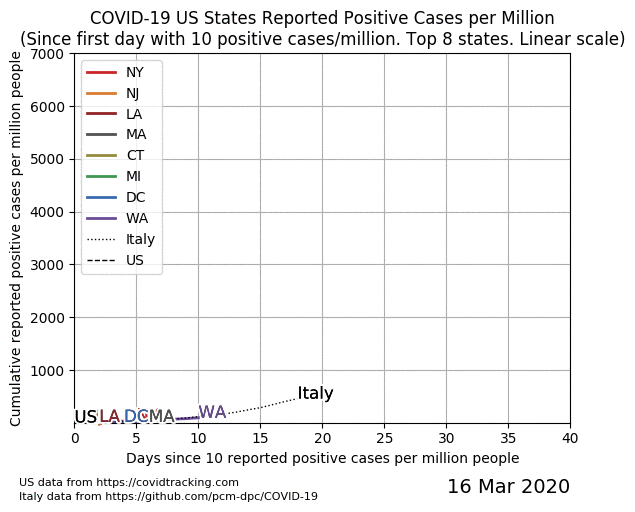 COVID-19 US States Reported Positive Cases per Million
(Since first day with 10 positive cases/million. Top 8 states. Linear scale)
Cumulative reported positive cases per million people
7000
6000
5000
4000
3000
2000
1000
NY
NJ
LA
MA
CT
MI
DC
WA
Italy
US
US LA DC MA WA Italy
0 5 10 15 20 25 30 35 40
Days since 10 reported positive cases per million people
US data from https://covidtracking.com
Italy data from https://github.com/pcm-dpc/COVID-19
16 Mar 2020